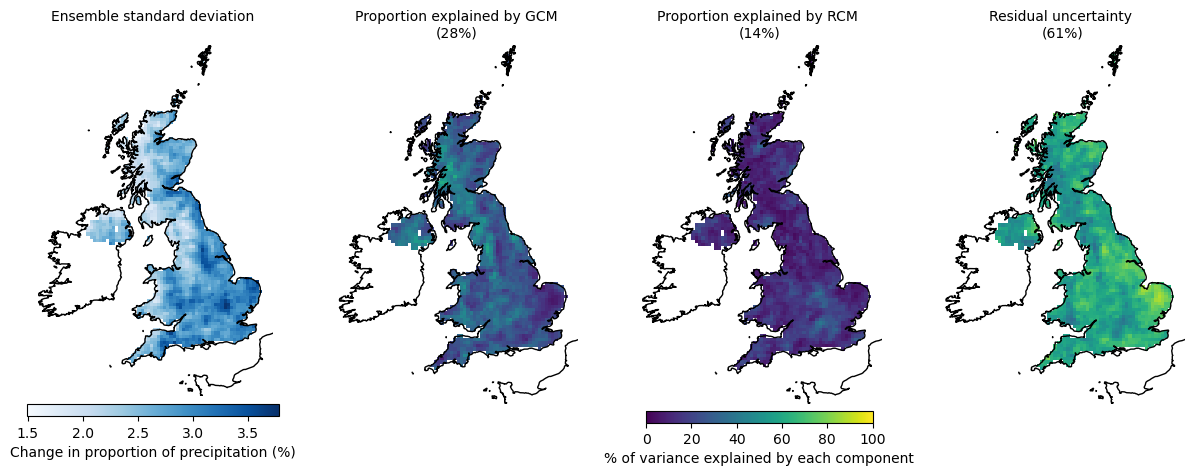 Ensemble standard deviation
Proportion explained by GCM
(28%)
Proportion explained by RCM
(14%)
Residual uncertainty
(61%)
1.5 2.0 2.5 3.0 3.5
Change in proportion of precipitation (%)
0 20 40 60 80 100
% of variance explained by each component